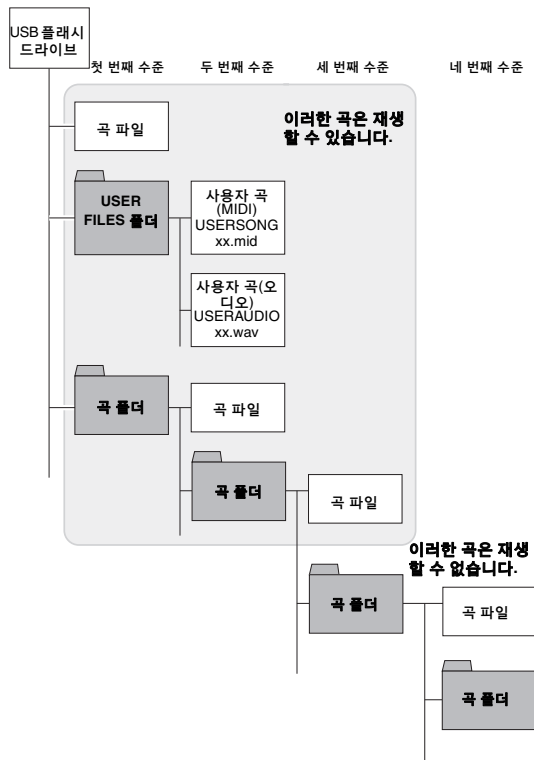 USB 플래시
드라이브
첫 번째 수준
두 번째 수준
세 번째 수준
네 번째 수준
곡 파일
이러한 곡은 재생
할 수 있습니다.
USER
FILES 폴더
사용자 곡
(MIDI)
USERSONG
xx.mid
사용자 곡(오
디오)
USERAUDIO
xx.wav
곡 폴더
곡 파일
곡 폴더
곡 파일
이러한 곡은 재생
할 수 없습니다.
곡 폴더
곡 파일
곡 폴더